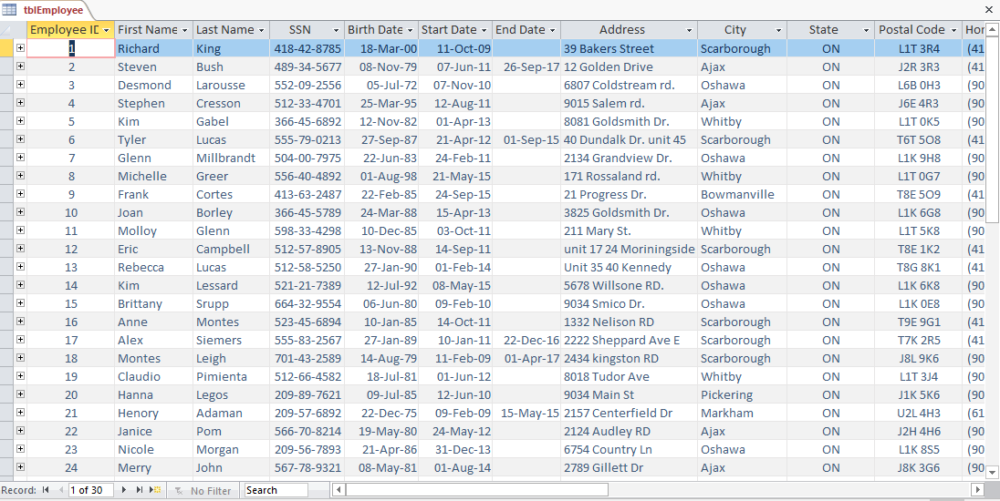 tblEmployee
Employee ID First Name Last Name SSN Birth Date Start Date End Date Address City State Postal Code Hor
1 Richard King 418-42-8785 18-Mar-00 11-Oct-09 39 Bakers Street Scarborough ON L1T 3R4 (41
2 Steven Bush 489-34-5677 08-Nov-79 07-Jun-11 26-Sep-17 12 Golden Drive Ajax ON J2R 3R3 (41
3 Desmond Larousse 552-09-2556 05-Jul-72 07-Nov-10 6807 Coldstream rd. Oshawa ON L6B 0H3 (90
4 Stephen Cresson 512-33-4701 25-Mar-95 12-Aug-11 9015 Salem rd. Ajax ON J6E 4R3 (90
5 Kim Gabel 366-45-6892 12-Nov-82 01-Apr-13 8081 Goldsmith Dr. Whitby ON L1T 0K5 (90
6 Tyler Lucas 555-79-0213 27-Sep-87 21-Apr-12 01-Sep-15 40 Dundalk Dr. unit 45 Scarborough ON T6T 5O8 (41
7 Glenn Millbrandt 504-00-7975 22-Jun-83 24-Feb-11 2134 Grandview Dr. Oshawa ON L1K 9H8 (90
8 Michelle Greer 556-40-4892 01-Aug-98 21-May-15 171 Rossaland rd. Whitby ON L1T 0G7 (90
9 Frank Cortes 413-63-2487 22-Feb-85 24-Sep-15 21 Progress Dr. Bowmanville ON T8E 5O9 (90
10 Joan Borley 366-45-5789 24-Mar-88 15-Apr-13 3825 Goldsmith Dr. Oshawa ON L1K 6G8 (90
11 Molloy Glenn 598-33-4298 10-Dec-85 03-Oct-11 211 Mary St. Whitby ON L1T 5K8 (90
12 Eric Campbell 512-57-8905 13-Nov-88 14-Sep-11 unit 17 24 Moriningside Scarborough ON T8E 1K2 (41
13 Rebecca Lucas 512-58-5250 27-Jan-90 01-Feb-14 Unit 35 40 Kennedy Oshawa ON T8G 8K1 (41
14 Kim Lessard 521-21-7389 12-Jul-92 08-May-15 5678 Willsone RD. Oshawa ON L1K 6K8 (90
15 Brittany Srupp 664-32-9554 06-Jun-80 09-Feb-10 9034 Smico Dr. Oshawa ON L1K 0E8 (90
16 Anne Montes 523-45-6894 10-Jan-85 14-Oct-11 1332 Nelison RD Scarborough ON T9E 9G1 (41
17 Alex Siemers 555-83-2567 27-Jan-89 10-Jan-11 22-Dec-16 2222 Sheppard Ave E Scarborough ON T7K 2R5 (41
18 Montes Leigh 701-43-2589 14-Aug-79 11-Feb-09 01-Apr-17 2434 kingston RD Scarborough ON J8L 9K6 (41
19 Claudio Pimienta 512-66-4582 18-Jul-81 01-Jun-12 8018 Tudor Ave Whitby ON L1T 3J4 (90
20 Hanna Legos 209-89-7621 09-Jul-85 12-Jun-10 9034 Main St Pickering ON J1K 5K6 (90
21 Henory Adaman 209-57-6892 22-Dec-75 09-Feb-09 15-May-15 2157 Centerfield Dr Markham ON U2L 4H3 (61
22 Janice Pom 566-70-8214 19-May-80 24-May-12 2124 Audley RD Ajax ON J2H 4H6 (90
23 Nicole Morgan 209-56-7893 21-Apr-86 31-Dec-13 6754 Country Ln Oshawa ON L1K 8S5 (90
24 Merry John 567-78-9321 08-May-81 01-Aug-14 2789 Gillett Dr Ajax ON J8K 3G6 (90
Record: 1 of 30 No Filter Search